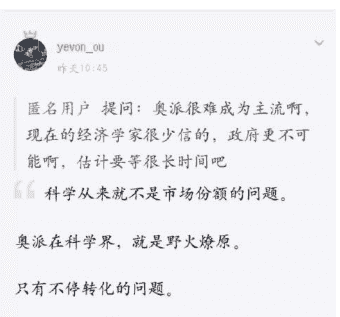 yevon_ou
昨天10:45
匿名用户 提问：奥派很难成为主流啊，
现在的经济学家很少信的，政府更不可
能啊，估计要等很长时间吧
科学从来就不是市场份额的问题。
奥派在科学界，就是野火燎原。
只有不停转化的问题。